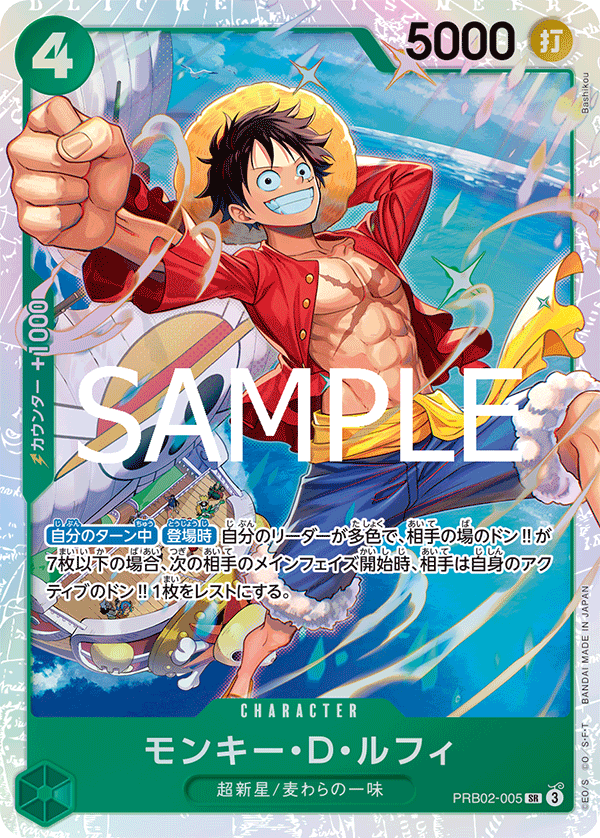 4
5000
打
Bashikou
カウンター +1000
SAMPLE
自分のターン中 登場時 自分のリーダーが多色で、相手の場のドン!!が
7枚以下の場合、次の相手のメインフェイズ開始時、相手は自身のアク
ティブのドン!!1枚をレストにする。
©E.O/S. ©O/S・F・T BANDAI MADE IN JAPAN
CHARACTER
モンキー・D・ルフィ
超新星/麦わらの一味
PRB02-005 SR 3